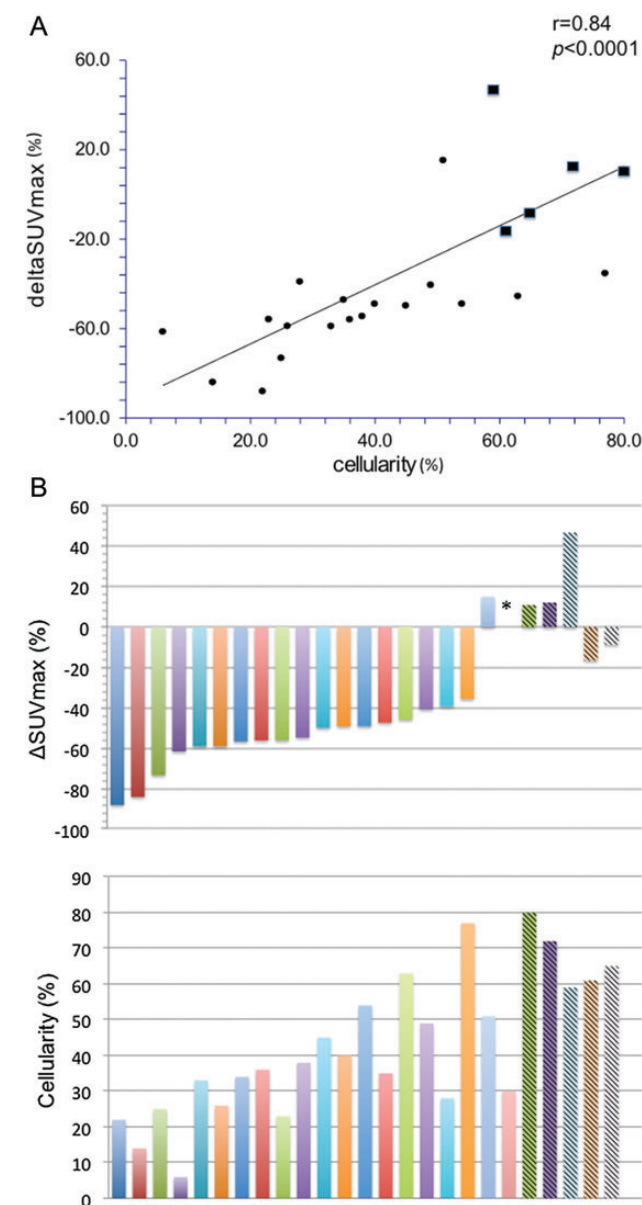 A
r=0.84
p<0.0001
deltaSUVmax (%)
60.0
20.0
-20.0
-60.0
-100.0
0.0 20.0 40.0 60.0 80.0
cellularity (%)
B
ΔSUVmax (%)
60
40
20
*
0
-20
-40
-60
-80
-100
Cellularity (%)
90
80
70
60
50
40
30
20
10
0